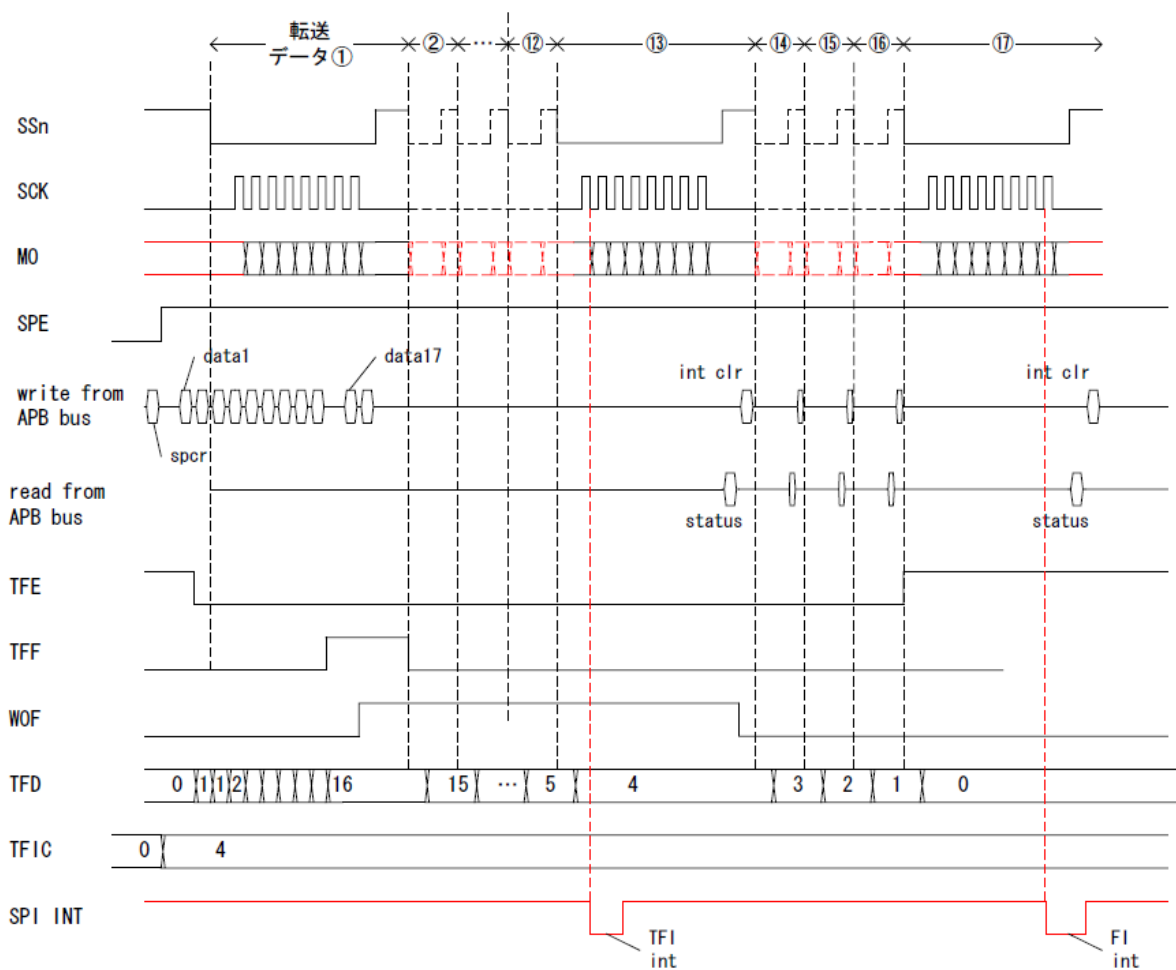 転送
データ① ② … ⑫ ⑬ ⑭ ⑮ ⑯ ⑰
SSn
SCK
MO
SPE
data1 data17
int clr int clr
write from
APB bus
spcr
read from
APB bus
status status
TFE
TFF
WOF
TFD 0 1 1 2 16 15 … 5 4 3 2 1 0
TFIC 0 4
SPI INT
TFI
int
FI
int